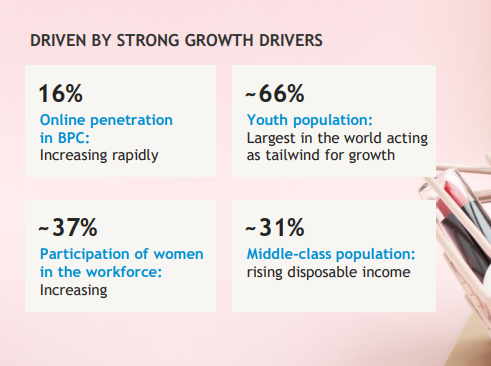 DRIVEN BY STRONG GROWTH DRIVERS
16%
Online penetration
in BPC:
Increasing rapidly
~66%
Youth population:
Largest in the world acting
as tailwind for growth
~37%
Participation of women
in the workforce:
Increasing
~31%
Middle-class population:
rising disposable income